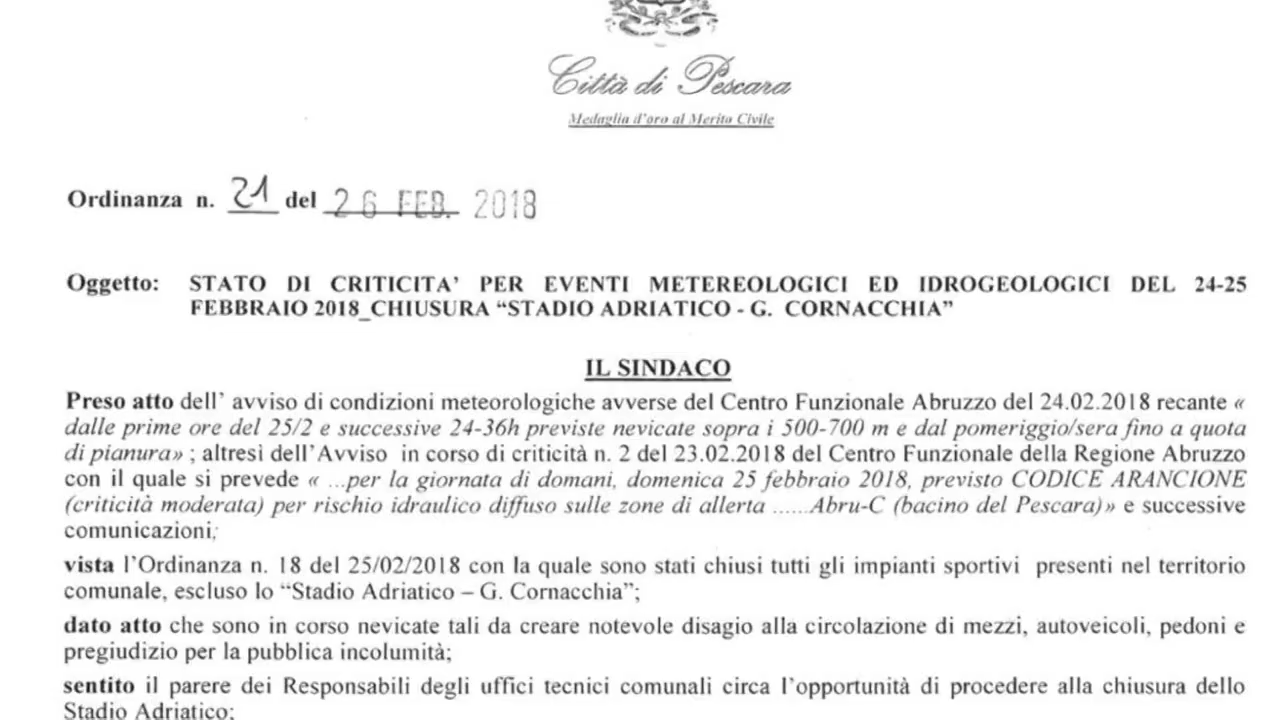 Città di Pescara
Medaglia d'oro al Merito Civile
Ordinanza n. 21 del 26 FEB. 2018
Oggetto: STATO DI CRITICITA' PER EVENTI METEREOLOGICI ED IDROGEOLOGICI DEL 24-25
FEBBRAIO 2018_CHIUSURA “STADIO ADRIATICO - G. CORNACCHIA”
IL SINDACO
Preso atto dell' avviso di condizioni meteorologiche avverse del Centro Funzionale Abruzzo del 24.02.2018 recante «
dalle prime ore del 25/2 e successive 24-36h previste nevicate sopra i 500-700 m e dal pomeriggio/sera fino a quota
di pianura» ; altresì dell'Avviso in corso di criticità n. 2 del 23.02.2018 del Centro Funzionale della Regione Abruzzo
con il quale si prevede « ...per la giornata di domani, domenica 25 febbraio 2018, previsto CODICE ARANCIONE
(criticità moderata) per rischio idraulico diffuso sulle zone di allerta ......Abru-C (bacino del Pescara)» e successive
comunicazioni;
vista l'Ordinanza n. 18 del 25/02/2018 con la quale sono stati chiusi tutti gli impianti sportivi presenti nel territorio
comunale, escluso lo “Stadio Adriatico – G. Cornacchia”;
dato atto che sono in corso nevicate tali da creare notevole disagio alla circolazione di mezzi, autoveicoli, pedoni e
pregiudizio per la pubblica incolumità;
sentito il parere dei Responsabili degli uffici tecnici comunali circa l'opportunità di procedere alla chiusura dello
Stadio Adriatico;